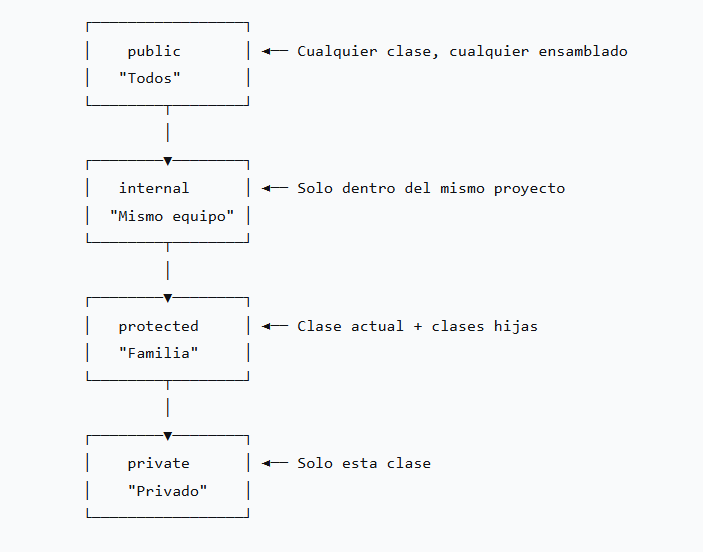 public ◄── Cualquier clase, cualquier ensamblado
"Todos"
internal ◄── Solo dentro del mismo proyecto
"Mismo equipo"
protected ◄── Clase actual + clases hijas
"Familia"
private ◄── Solo esta clase
"Privado"